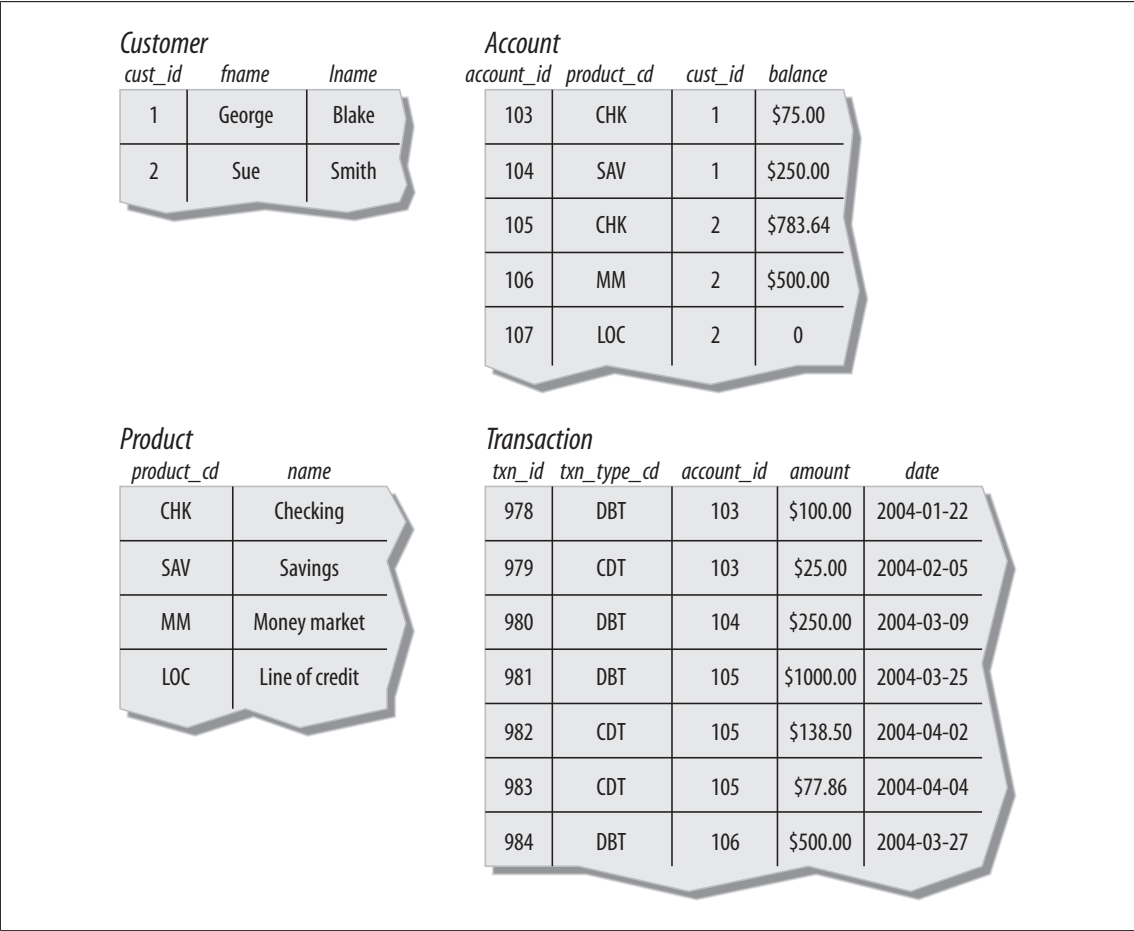 Customer
cust_id fname lname
1 George Blake
2 Sue Smith
Account
account_id product_cd cust_id balance
103 CHK 1 $75.00
104 SAV 1 $250.00
105 CHK 2 $783.64
106 MM 2 $500.00
107 LOC 2 0
Product
product_cd name
CHK Checking
SAV Savings
MM Money market
LOC Line of credit
Transaction
txn_id txn_type_cd account_id amount date
978 DBT 103 $100.00 2004-01-22
979 CDT 103 $25.00 2004-02-05
980 DBT 104 $250.00 2004-03-09
981 DBT 105 $1000.00 2004-03-25
982 CDT 105 $138.50 2004-04-02
983 CDT 105 $77.86 2004-04-04
984 DBT 106 $500.00 2004-03-27